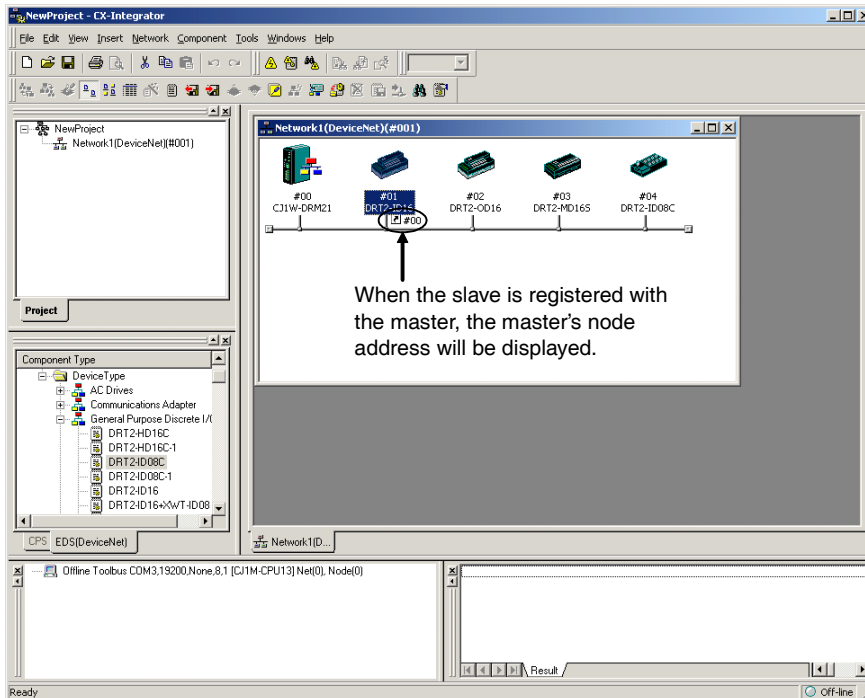 NewProject - CX-Integrator
File Edit View Insert Network Component Tools Windows Help
NewProject
Network1(DeviceNet)(#001)
Project
Component Type
DeviceType
AC Drives
Communications Adapter
General Purpose Discrete I/(
DRT2-HD16C
DRT2-HD16C-1
DRT2-ID08C
DRT2-ID08C-1
DRT2-ID16
DRT2-ID16+XWT-ID08
CPS EDS(DeviceNet)
Network1(DeviceNet)(#001)
#00 #01 #02 #03 #04
CJ1W-DRM21 DRT2-ID16 DRT2-OD16 DRT2-MD16S DRT2-ID08C
#00
When the slave is registered with
the master, the master's node
address will be displayed.
Network1(D...
Offline Toolbus COM3,19200,None,8,1 [CJ1M-CPU13] Net(0), Node(0)
Result
Ready Off-line